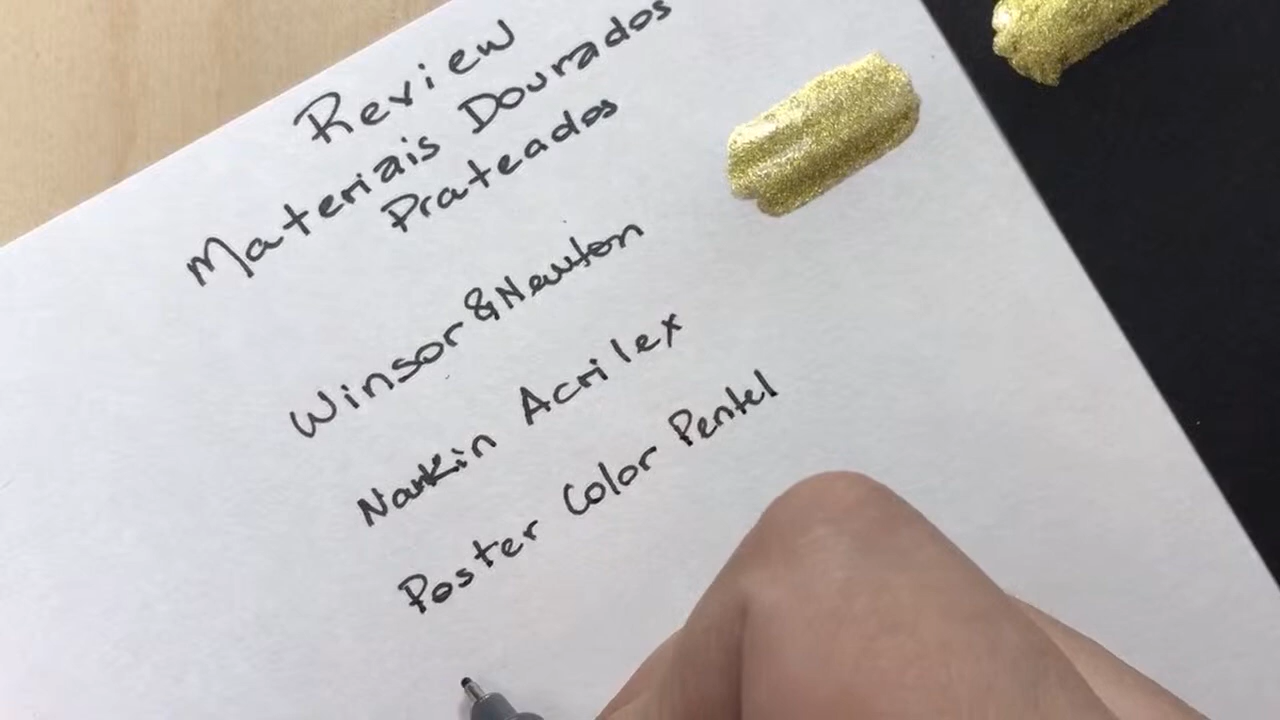 Review
Materiais Dourados
Prateados
Winsor & Newton
Nankin Acrilex
Poster Color Pentel